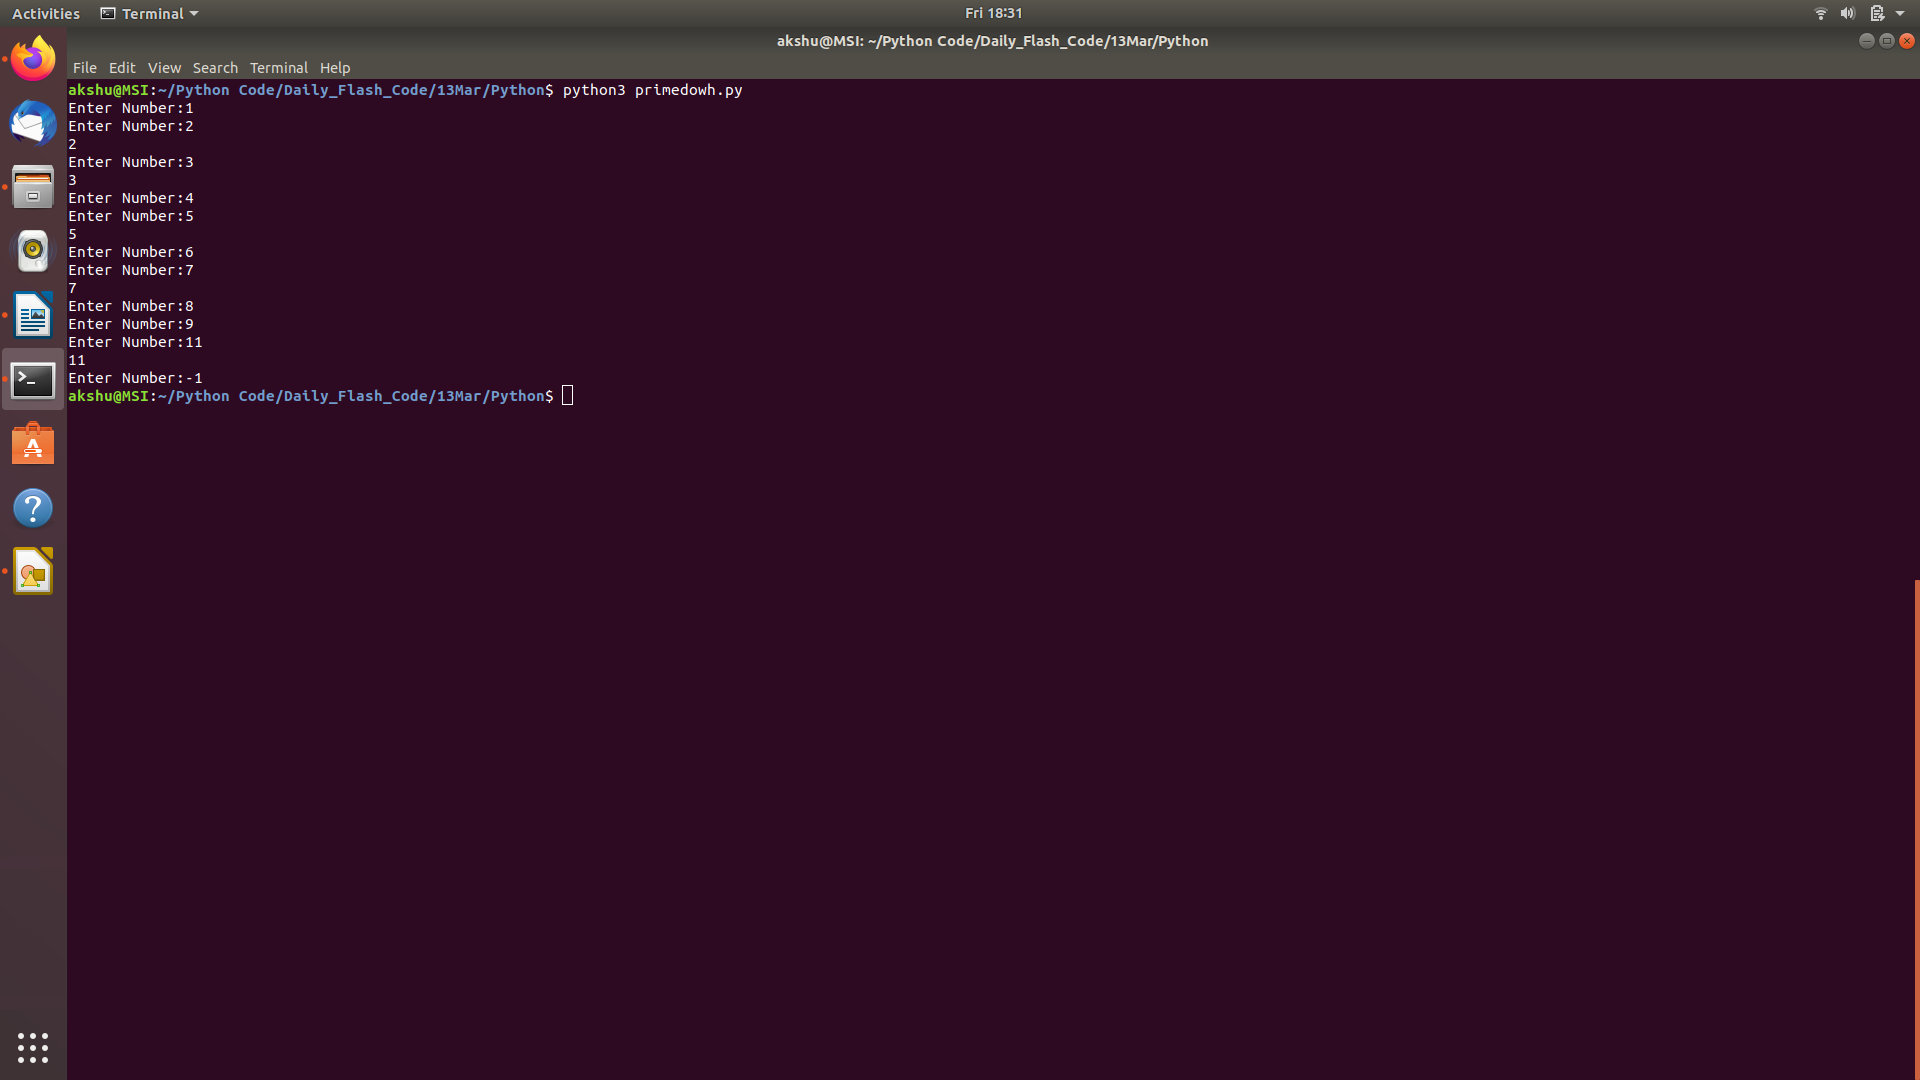 Activities Terminal Fri 18:31
akshu@MSI: ~/Python Code/Daily_Flash_Code/13Mar/Python
File Edit View Search Terminal Help
akshu@MSI:~/Python Code/Daily_Flash_Code/13Mar/Python$ python3 primedowh.py
Enter Number:1
Enter Number:2
2
Enter Number:3
3
Enter Number:4
Enter Number:5
5
Enter Number:6
Enter Number:7
7
Enter Number:8
Enter Number:9
Enter Number:11
11
Enter Number:-1
akshu@MSI:~/Python Code/Daily_Flash_Code/13Mar/Python$